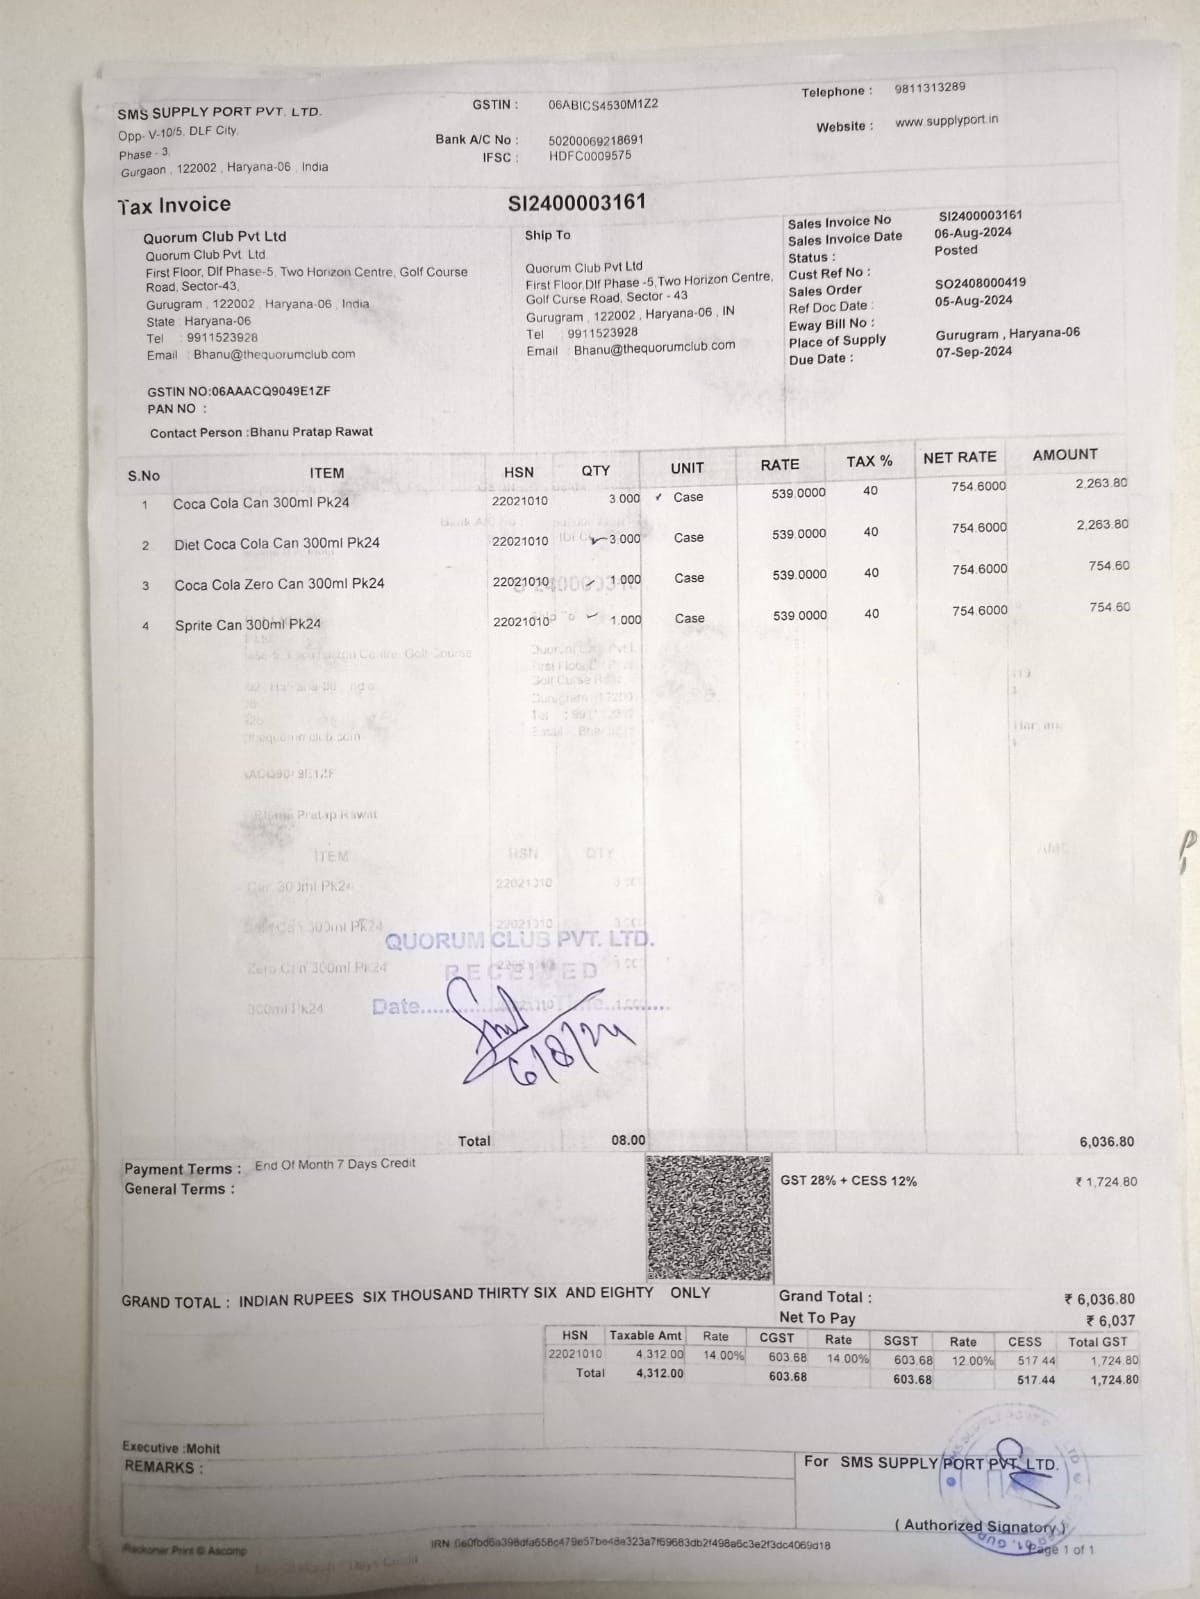 SMS SUPPLY PORT PVT. LTD.
Opp- V-10/5, DLF City,
Phase - 3,
Gurgaon , 122002 , Haryana-06 , India
GSTIN : 06ABICS4530M1Z2
Bank A/C No : 50200069218691
IFSC : HDFC0009575
Telephone : 9811313289
Website : www.supplyport.in
Tax Invoice
SI2400003161
Quorum Club Pvt Ltd
Quorum Club Pvt Ltd
First Floor, Dlf Phase-5, Two Horizon Centre, Golf Course
Road, Sector-43,
Gurugram , 122002 , Haryana-06 , India
State : Haryana-06
Tel : 9911523928
Email : Bhanu@thequorumclub.com
GSTIN NO:06AAACQ9049E1ZF
PAN NO :
Contact Person :Bhanu Pratap Rawat
Ship To
Quorum Club Pvt Ltd
First Floor,Dlf Phase -5,Two Horizon Centre,
Golf Curse Road, Sector - 43
Gurugram , 122002 , Haryana-06 , IN
Tel : 9911523928
Email : Bhanu@thequorumclub.com
Sales Invoice No SI2400003161
Sales Invoice Date 06-Aug-2024
Status : Posted
Cust Ref No :
Sales Order SO2408000419
Ref Doc Date : 05-Aug-2024
Eway Bill No :
Place of Supply Gurugram , Haryana-06
Due Date : 07-Sep-2024
S.No ITEM HSN QTY UNIT RATE TAX % NET RATE AMOUNT
1 Coca Cola Can 300ml Pk24 22021010 3.000 Case 539.0000 40 754.6000 2,263.80
2 Diet Coca Cola Can 300ml Pk24 22021010 3.000 Case 539.0000 40 754.6000 2,263.80
3 Coca Cola Zero Can 300ml Pk24 22021010 1.000 Case 539.0000 40 754.6000 754.60
4 Sprite Can 300ml Pk24 22021010 1.000 Case 539.0000 40 754.6000 754.60
QUORUM CLUB PVT. LTD.
RECEIVED
Date.....
6/8/24
Total 08.00 6,036.80
Payment Terms : End Of Month 7 Days Credit
General Terms :
GST 28% + CESS 12% ₹ 1,724.80
GRAND TOTAL : INDIAN RUPEES SIX THOUSAND THIRTY SIX AND EIGHTY ONLY
Grand Total : ₹ 6,036.80
Net To Pay ₹ 6,037
HSN Taxable Amt Rate CGST Rate SGST Rate CESS Total GST
22021010 4,312.00 14.00% 603.68 14.00% 603.68 12.00% 517.44 1,724.80
Total 4,312.00 603.68 603.68 517.44 1,724.80
Executive :Mohit
REMARKS :
For SMS SUPPLY PORT PVT. LTD.
( Authorized Signatory )
Reckoner Print © Ascomp
Page 1 of 1